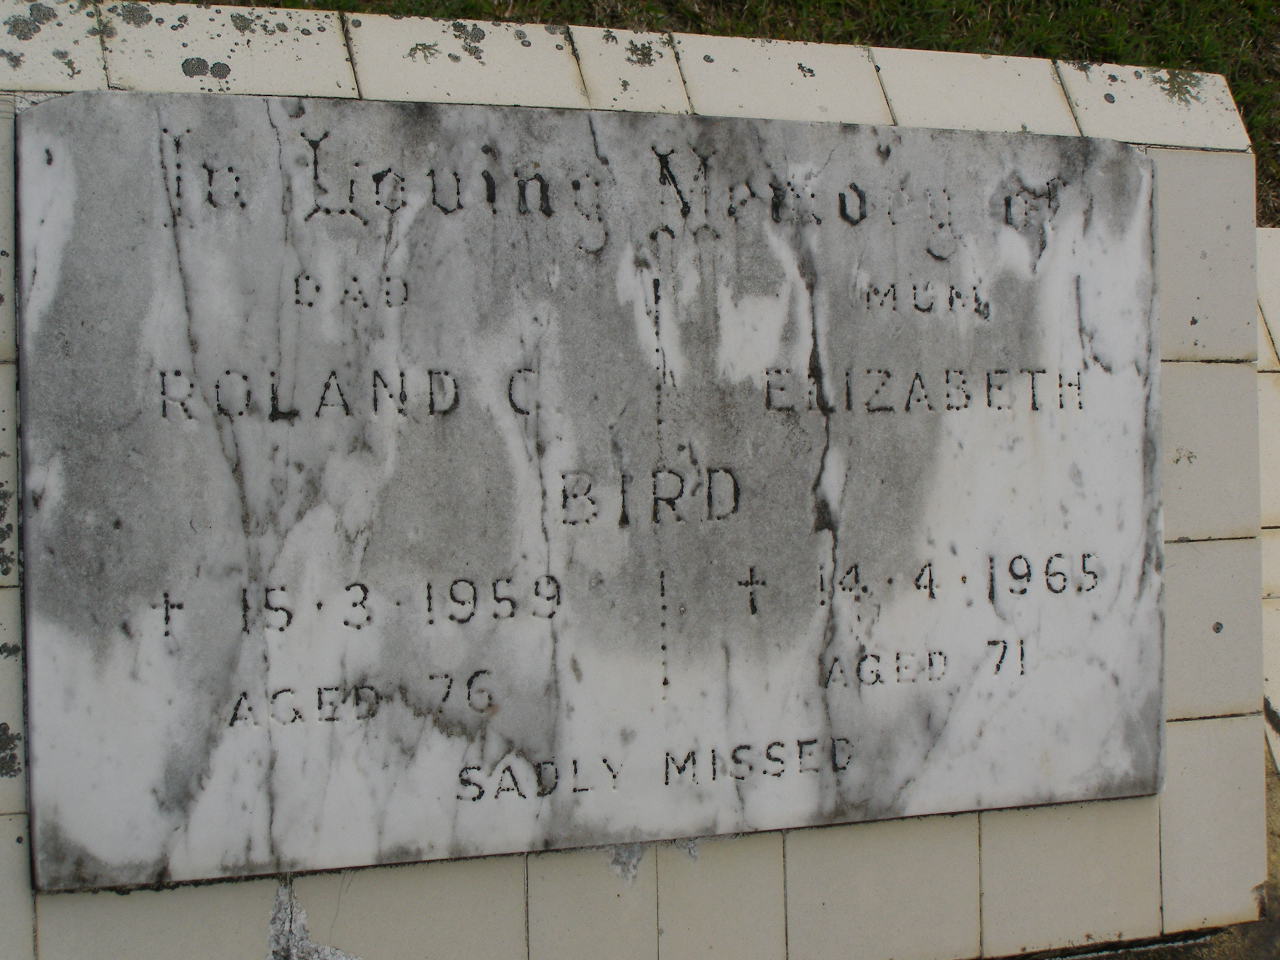 In Loving Memory of
DAD MUM
ROLAND C ELIZABETH
BIRD
† 15·3·1959 † 14·4·1965
AGED 76 AGED 71
SADLY MISSED